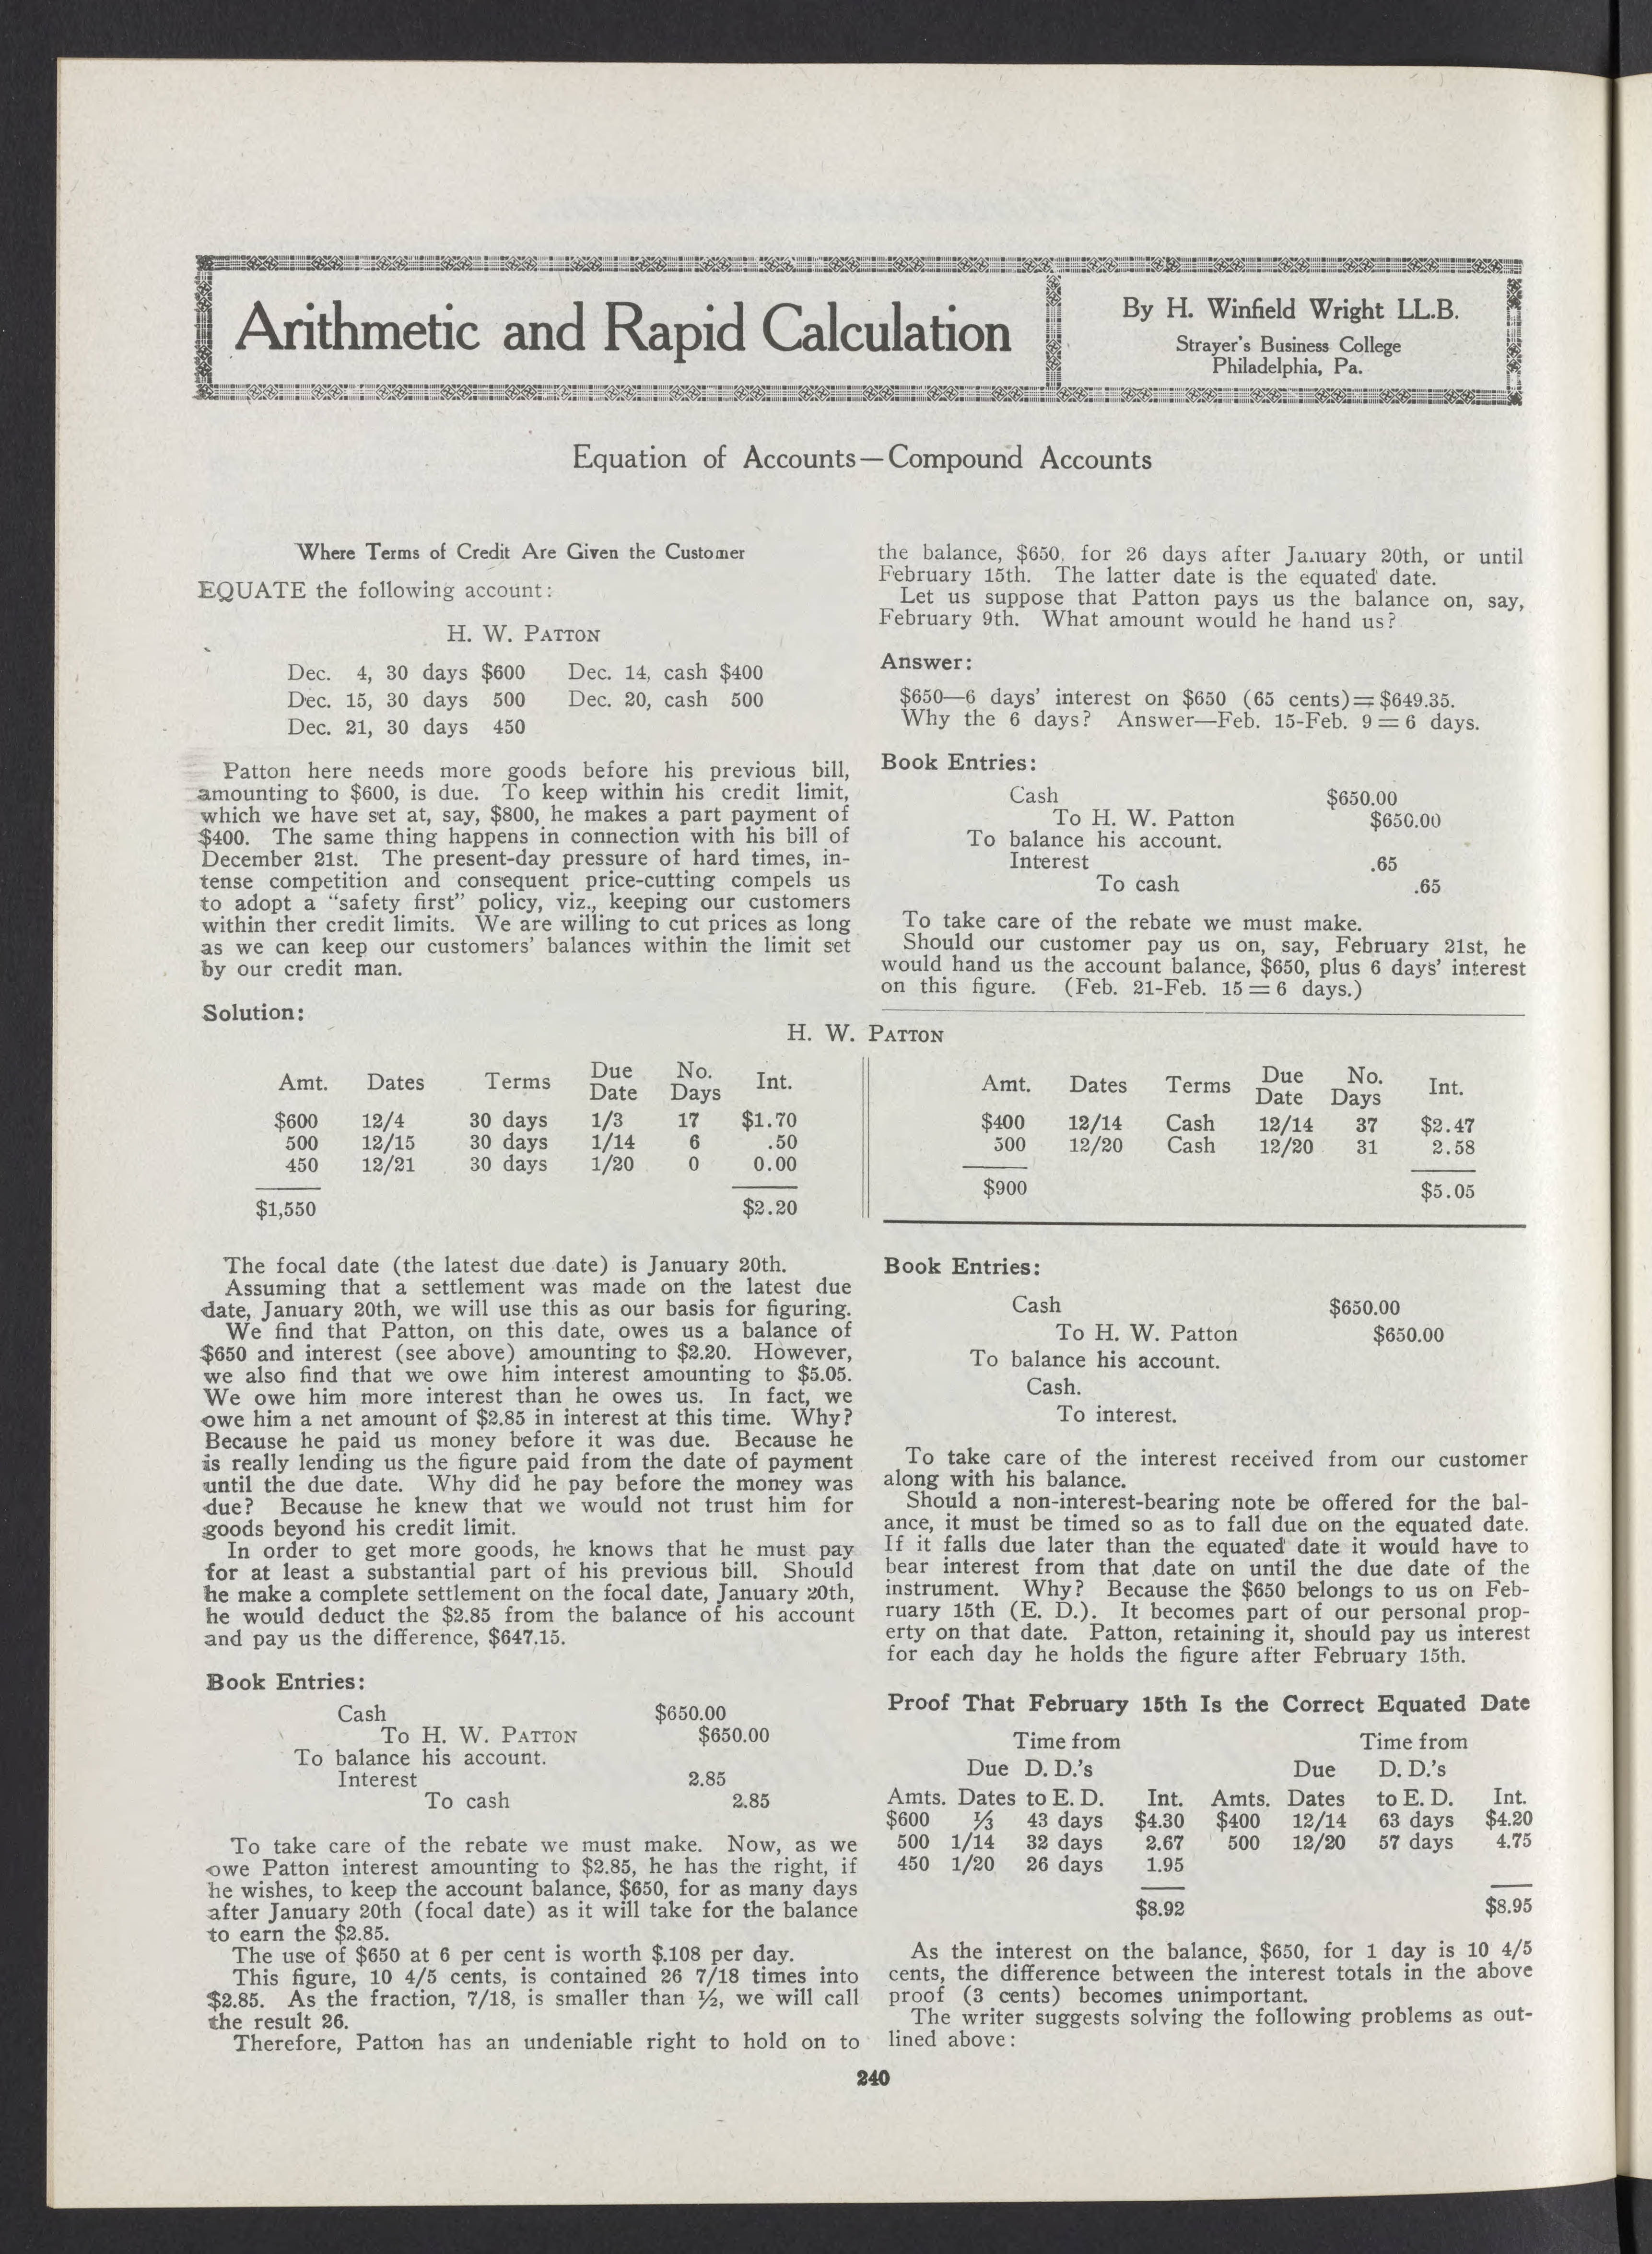 Arithmetic and Rapid Calculation
By H. Winfield Wright LL.B.
Strayer's Business College
Philadelphia, Pa.
Equation of Accounts—Compound Accounts
Where Terms of Credit Are Given the Customer
EQUATE the following account:
H. W. PATTON
Dec. 4, 30 days $600 Dec. 14, cash $400
Dec. 15, 30 days 500 Dec. 20, cash 500
Dec. 21, 30 days 450
Patton here needs more goods before his previous bill,
amounting to $600, is due. To keep within his credit limit,
which we have set at, say, $800, he makes a part payment of
$400. The same thing happens in connection with his bill of
December 21st. The present-day pressure of hard times, in-
tense competition and consequent price-cutting compels us
to adopt a "safety first" policy, viz., keeping our customers
within ther credit limits. We are willing to cut prices as long
as we can keep our customers' balances within the limit set
by our credit man.
the balance, $650, for 26 days after January 20th, or until
February 15th. The latter date is the equated date.
Let us suppose that Patton pays us the balance on, say,
February 9th. What amount would he hand us?
Answer:
$650—6 days' interest on $650 (65 cents)=$649.35.
Why the 6 days? Answer—Feb. 15-Feb. 9=6 days.
Book Entries:
Cash $650.00
To H. W. Patton $650.00
To balance his account.
Interest .65
To cash .65
To take care of the rebate we must make.
Should our customer pay us on, say, February 21st, he
would hand us the account balance, $650, plus 6 days' interest
on this figure. (Feb. 21-Feb. 15=6 days.)
Solution:
H. W. PATTON
Amt. Dates Terms Due Date No. Days Int.
$600 12/4 30 days 1/3 17 $1.70
500 12/15 30 days 1/14 6 .50
450 12/21 30 days 1/20 0 0.00
$1,550 $2.20
Amt. Dates Terms Due Date No. Days Int.
$400 12/14 Cash 12/14 37 $2.47
500 12/20 Cash 12/20 31 2.58
$900 $5.05
The focal date (the latest due date) is January 20th.
Assuming that a settlement was made on the latest due
date, January 20th, we will use this as our basis for figuring.
We find that Patton, on this date, owes us a balance of
$650 and interest (see above) amounting to $2.20. However,
we also find that we owe him interest amounting to $5.05.
We owe him more interest than he owes us. In fact, we
owe him a net amount of $2.85 in interest at this time. Why?
Because he paid us money before it was due. Because he
is really lending us the figure paid from the date of payment
until the due date. Why did he pay before the money was
due? Because he knew that we would not trust him for
goods beyond his credit limit.
In order to get more goods, he knows that he must pay
for at least a substantial part of his previous bill. Should
he make a complete settlement on the focal date, January 20th,
he would deduct the $2.85 from the balance of his account
and pay us the difference, $647.15.
Book Entries:
Cash $650.00
To H. W. PATTON $650.00
To balance his account.
Interest 2.85
To cash 2.85
To take care of the rebate we must make. Now, as we
owe Patton interest amounting to $2.85, he has the right, if
he wishes, to keep the account balance, $650, for as many days
after January 20th (focal date) as it will take for the balance
to earn the $2.85.
The use of $650 at 6 per cent is worth $.108 per day.
This figure, 10 4/5 cents, is contained 26 7/18 times into
$2.85. As the fraction, 7/18, is smaller than ½, we will call
the result 26.
Therefore, Patton has an undeniable right to hold on to
Book Entries:
Cash $650.00
To H. W. Patton $650.00
To balance his account.
Cash.
To interest.
To take care of the interest received from our customer
along with his balance.
Should a non-interest-bearing note be offered for the bal-
ance, it must be timed so as to fall due on the equated date.
If it falls due later than the equated date it would have to
bear interest from that date on until the due date of the
instrument. Why? Because the $650 belongs to us on Feb-
ruary 15th (E. D.). It becomes part of our personal prop-
erty on that date. Patton, retaining it, should pay us interest
for each day he holds the figure after February 15th.
Proof That February 15th Is the Correct Equated Date
Time from Time from
Due D. D.'s Due D. D.'s
Amts. Dates to E. D. Int. Amts. Dates to E. D. Int.
$600 ⅓ 43 days $4.30 $400 12/14 63 days $4.20
500 1/14 32 days 2.67 500 12/20 57 days 4.75
450 1/20 26 days 1.95
$8.92 $8.95
As the interest on the balance, $650, for 1 day is 10 4/5
cents, the difference between the interest totals in the above
proof (3 cents) becomes unimportant.
The writer suggests solving the following problems as out-
lined above:
240